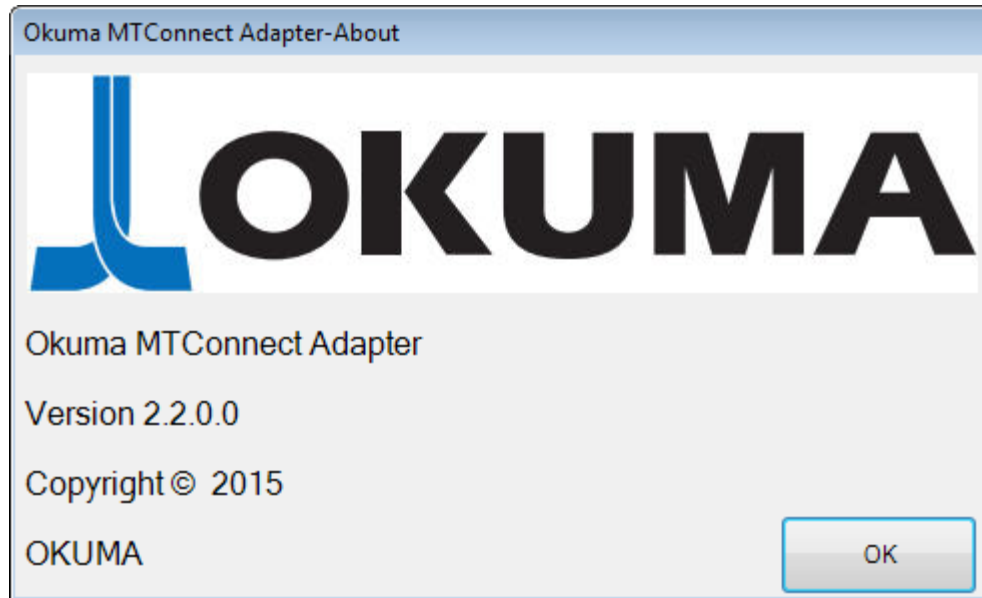 Okuma MTConnect Adapter-About
OKUMA
Okuma MTConnect Adapter
Version 2.2.0.0
Copyright ©  2015
OKUMA
OK